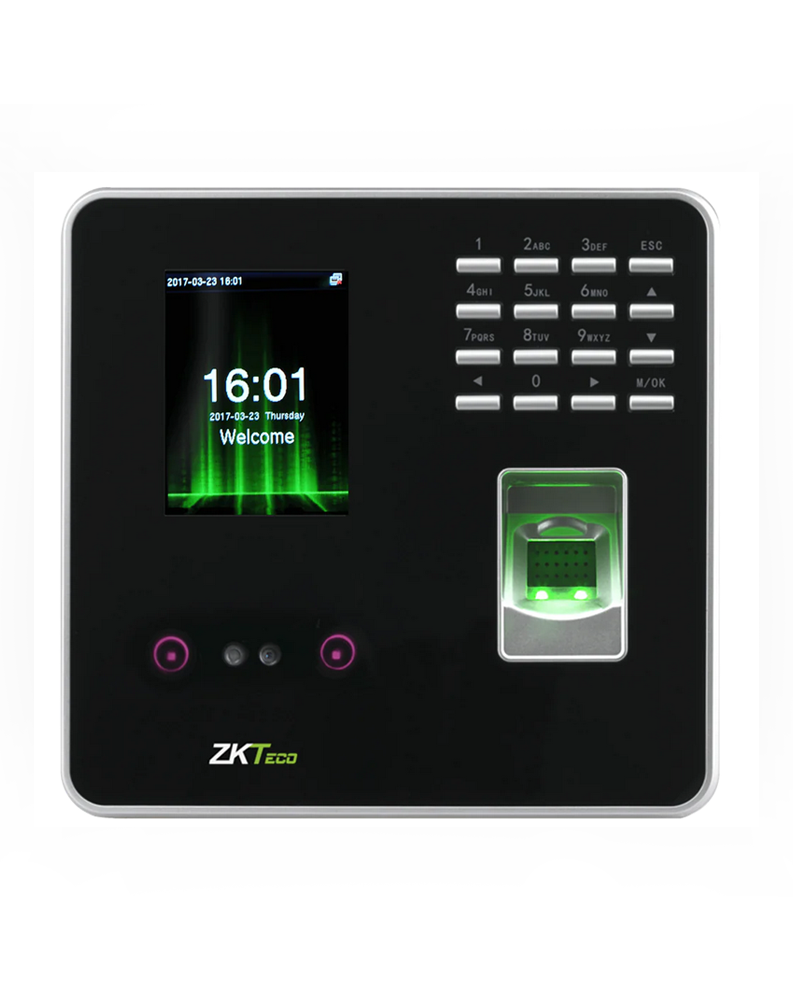 2017-03-23 16:01
16:01
2017-03-23 Thursday
Welcome
1 2ABC 3DEF ESC
4GHI 5JKL 6MNO ▲
7PQRS 8TUV 9WXYZ ▼
◀ 0 ▶ M/OK
ZKTECO